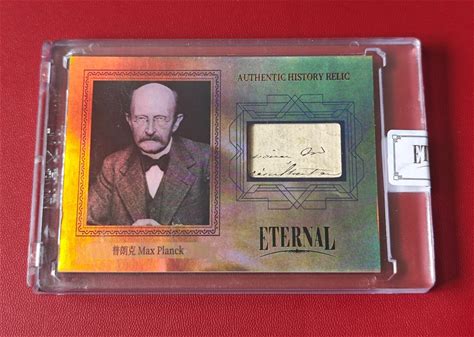 AUTHENTIC HISTORY RELIC
ETERNAL
普朗克 Max Planck